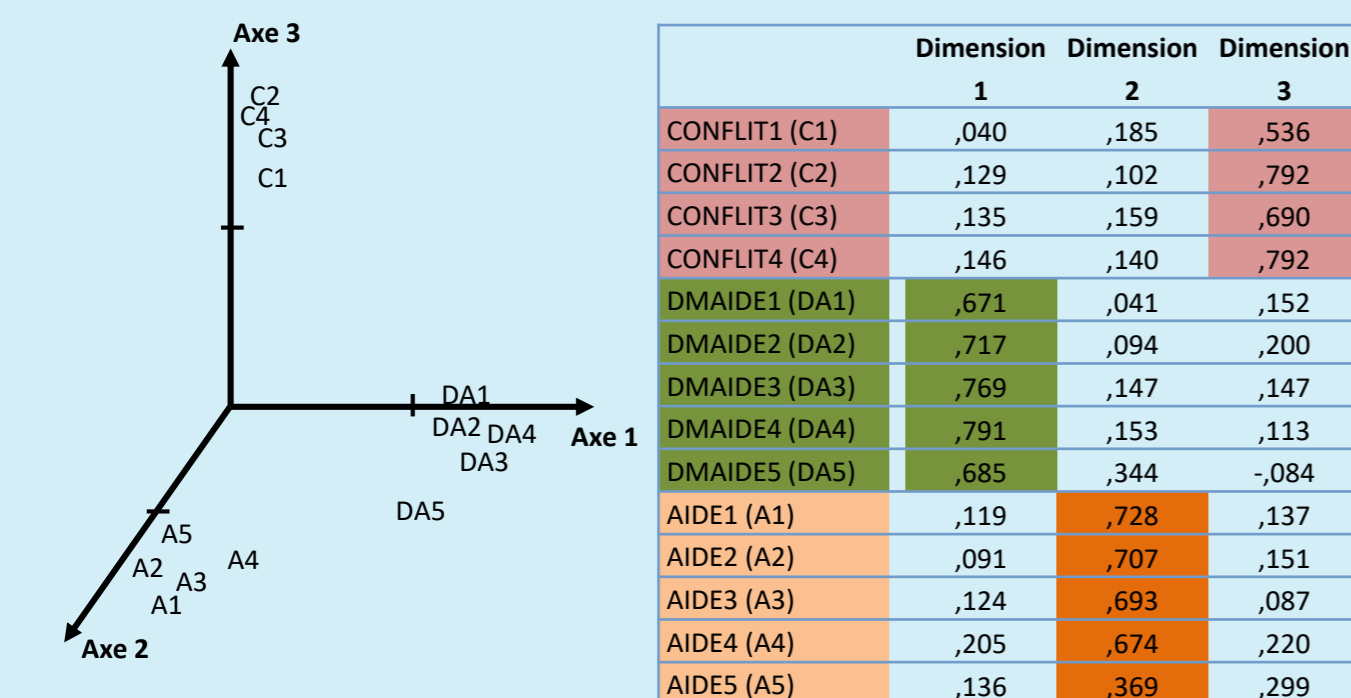 Axe 3
C2
C4
C3
C1
DA1
DA2 DA4 Axe 1
DA3
DA5
A5
A2 A3 A4
A1
Axe 2
Dimension Dimension Dimension
1 2 3
CONFLIT1 (C1) ,040 ,185 ,536
CONFLIT2 (C2) ,129 ,102 ,792
CONFLIT3 (C3) ,135 ,159 ,690
CONFLIT4 (C4) ,146 ,140 ,792
DMAIDE1 (DA1) ,671 ,041 ,152
DMAIDE2 (DA2) ,717 ,094 ,200
DMAIDE3 (DA3) ,769 ,147 ,147
DMAIDE4 (DA4) ,791 ,153 ,113
DMAIDE5 (DA5) ,685 ,344 -,084
AIDE1 (A1) ,119 ,728 ,137
AIDE2 (A2) ,091 ,707 ,151
AIDE3 (A3) ,124 ,693 ,087
AIDE4 (A4) ,205 ,674 ,220
AIDE5 (A5) ,136 ,369 ,299